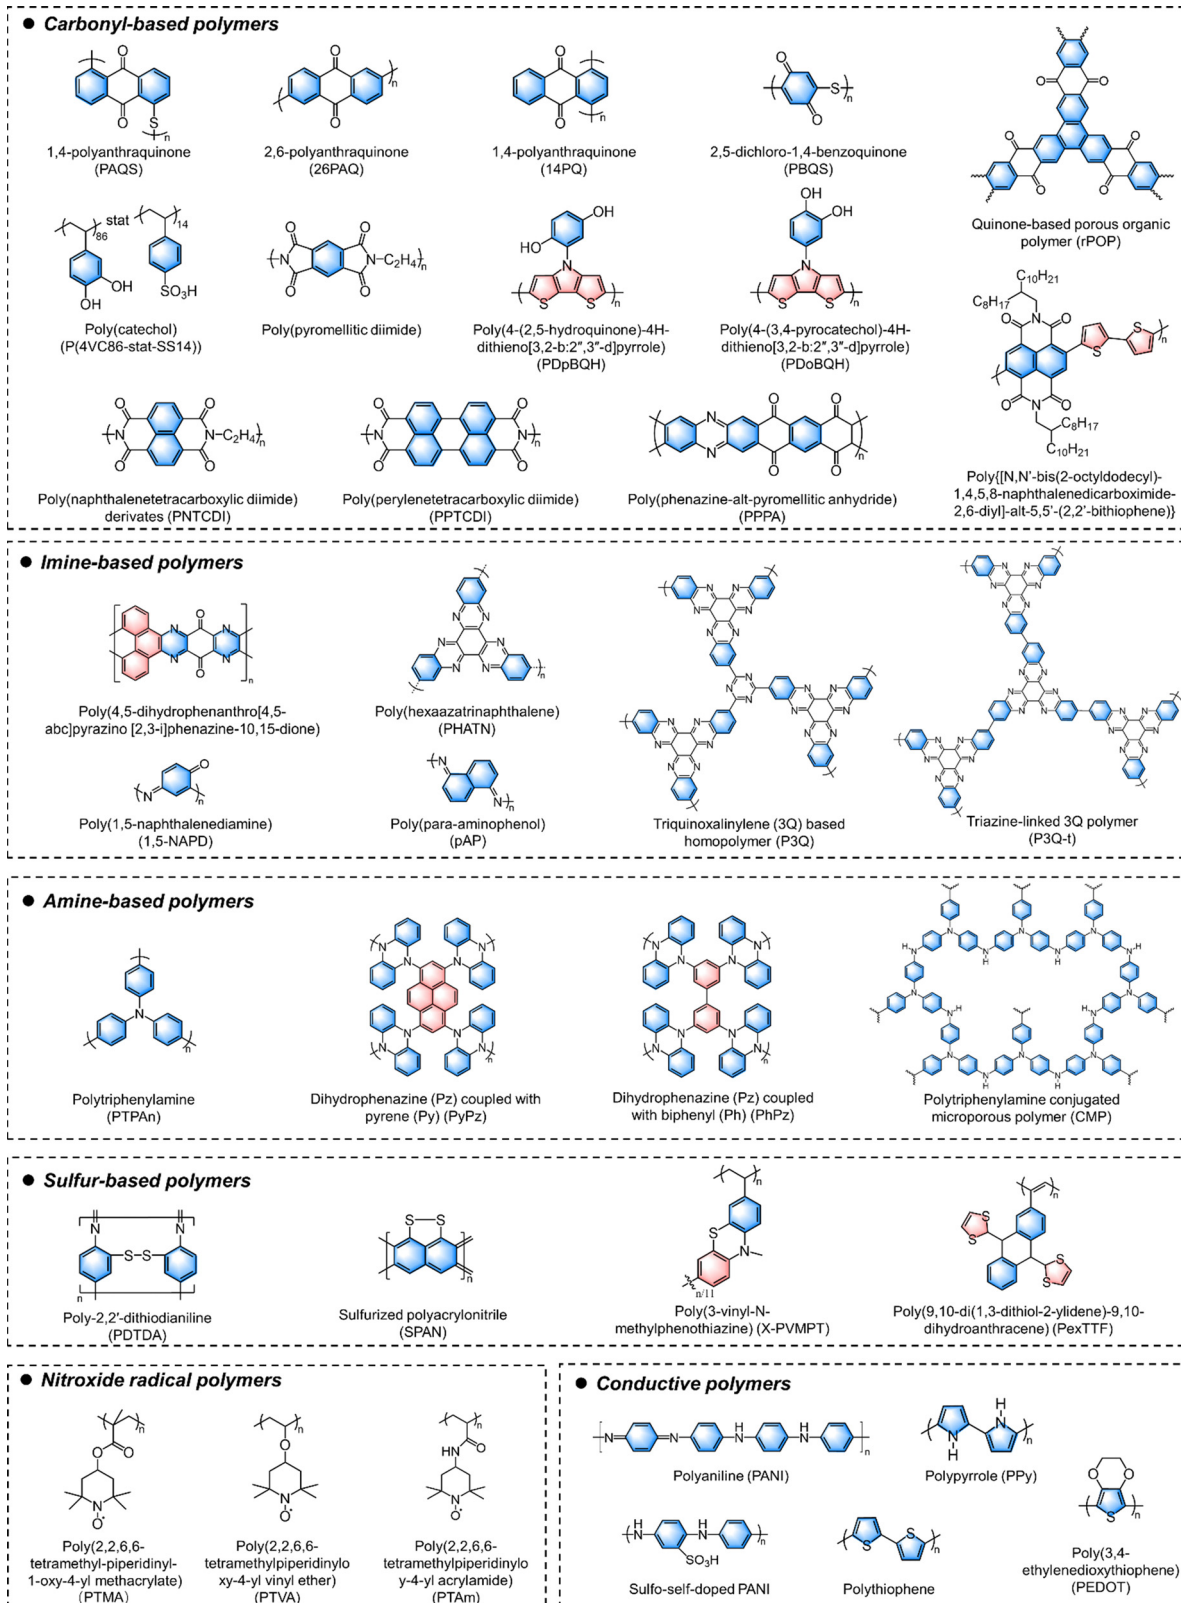 ● Carbonyl-based polymers
1,4-polyanthraquinone
(PAQS)
2,6-polyanthraquinone
(26PAQ)
1,4-polyanthraquinone
(14PQ)
2,5-dichloro-1,4-benzoquinone
(PBQS)
Quinone-based porous organic
polymer (rPOP)
stat
Poly(catechol)
(P(4VC86-stat-SS14))
Poly(pyromellitic diimide)
Poly(4-(2,5-hydroquinone)-4H-
dithieno[3,2-b:2″,3″-d]pyrrole)
(PDpBQH)
Poly(4-(3,4-pyrocatechol)-4H-
dithieno[3,2-b:2″,3″-d]pyrrole)
(PDoBQH)
Poly(naphthalenetetracarboxylic diimide)
derivates (PNTCDI)
Poly(perylenetetracarboxylic diimide)
(PPTCDI)
Poly(phenazine-alt-pyromellitic anhydride)
(PPPA)
Poly{[N,N'-bis(2-octyldodecyl)-
1,4,5,8-naphthalenedicarboximide-
2,6-diyl]-alt-5,5'-(2,2'-bithiophene)}
● Imine-based polymers
Poly(4,5-dihydrophenanthro[4,5-
abc]pyrazino [2,3-i]phenazine-10,15-dione)
Poly(hexaazatrinaphthalene)
(PHATN)
Poly(1,5-naphthalenediamine)
(1,5-NAPD)
Poly(para-aminophenol)
(pAP)
Triquinoxalinylene (3Q) based
homopolymer (P3Q)
Triazine-linked 3Q polymer
(P3Q-t)
● Amine-based polymers
Polytriphenylamine
(PTPAn)
Dihydrophenazine (Pz) coupled with
pyrene (Py) (PyPz)
Dihydrophenazine (Pz) coupled
with biphenyl (Ph) (PhPz)
Polytriphenylamine conjugated
microporous polymer (CMP)
● Sulfur-based polymers
Poly-2,2′-dithiodianiline
(PDTDA)
Sulfurized polyacrylonitrile
(SPAN)
Poly(3-vinyl-N-
methylphenothiazine) (X-PVMPT)
Poly(9,10-di(1,3-dithiol-2-ylidene)-9,10-
dihydroanthracene) (PexTTF)
● Nitroxide radical polymers
Poly(2,2,6,6-
tetramethyl-piperidinyl-
1-oxy-4-yl methacrylate)
(PTMA)
Poly(2,2,6,6-
tetramethylpiperidinylo
xy-4-yl vinyl ether)
(PTVA)
Poly(2,2,6,6-
tetramethylpiperidinylo
y-4-yl acrylamide)
(PTAm)
● Conductive polymers
Polyaniline (PANI)
Polypyrrole (PPy)
Sulfo-self-doped PANI
Polythiophene
Poly(3,4-
ethylenedioxythiophene)
(PEDOT)